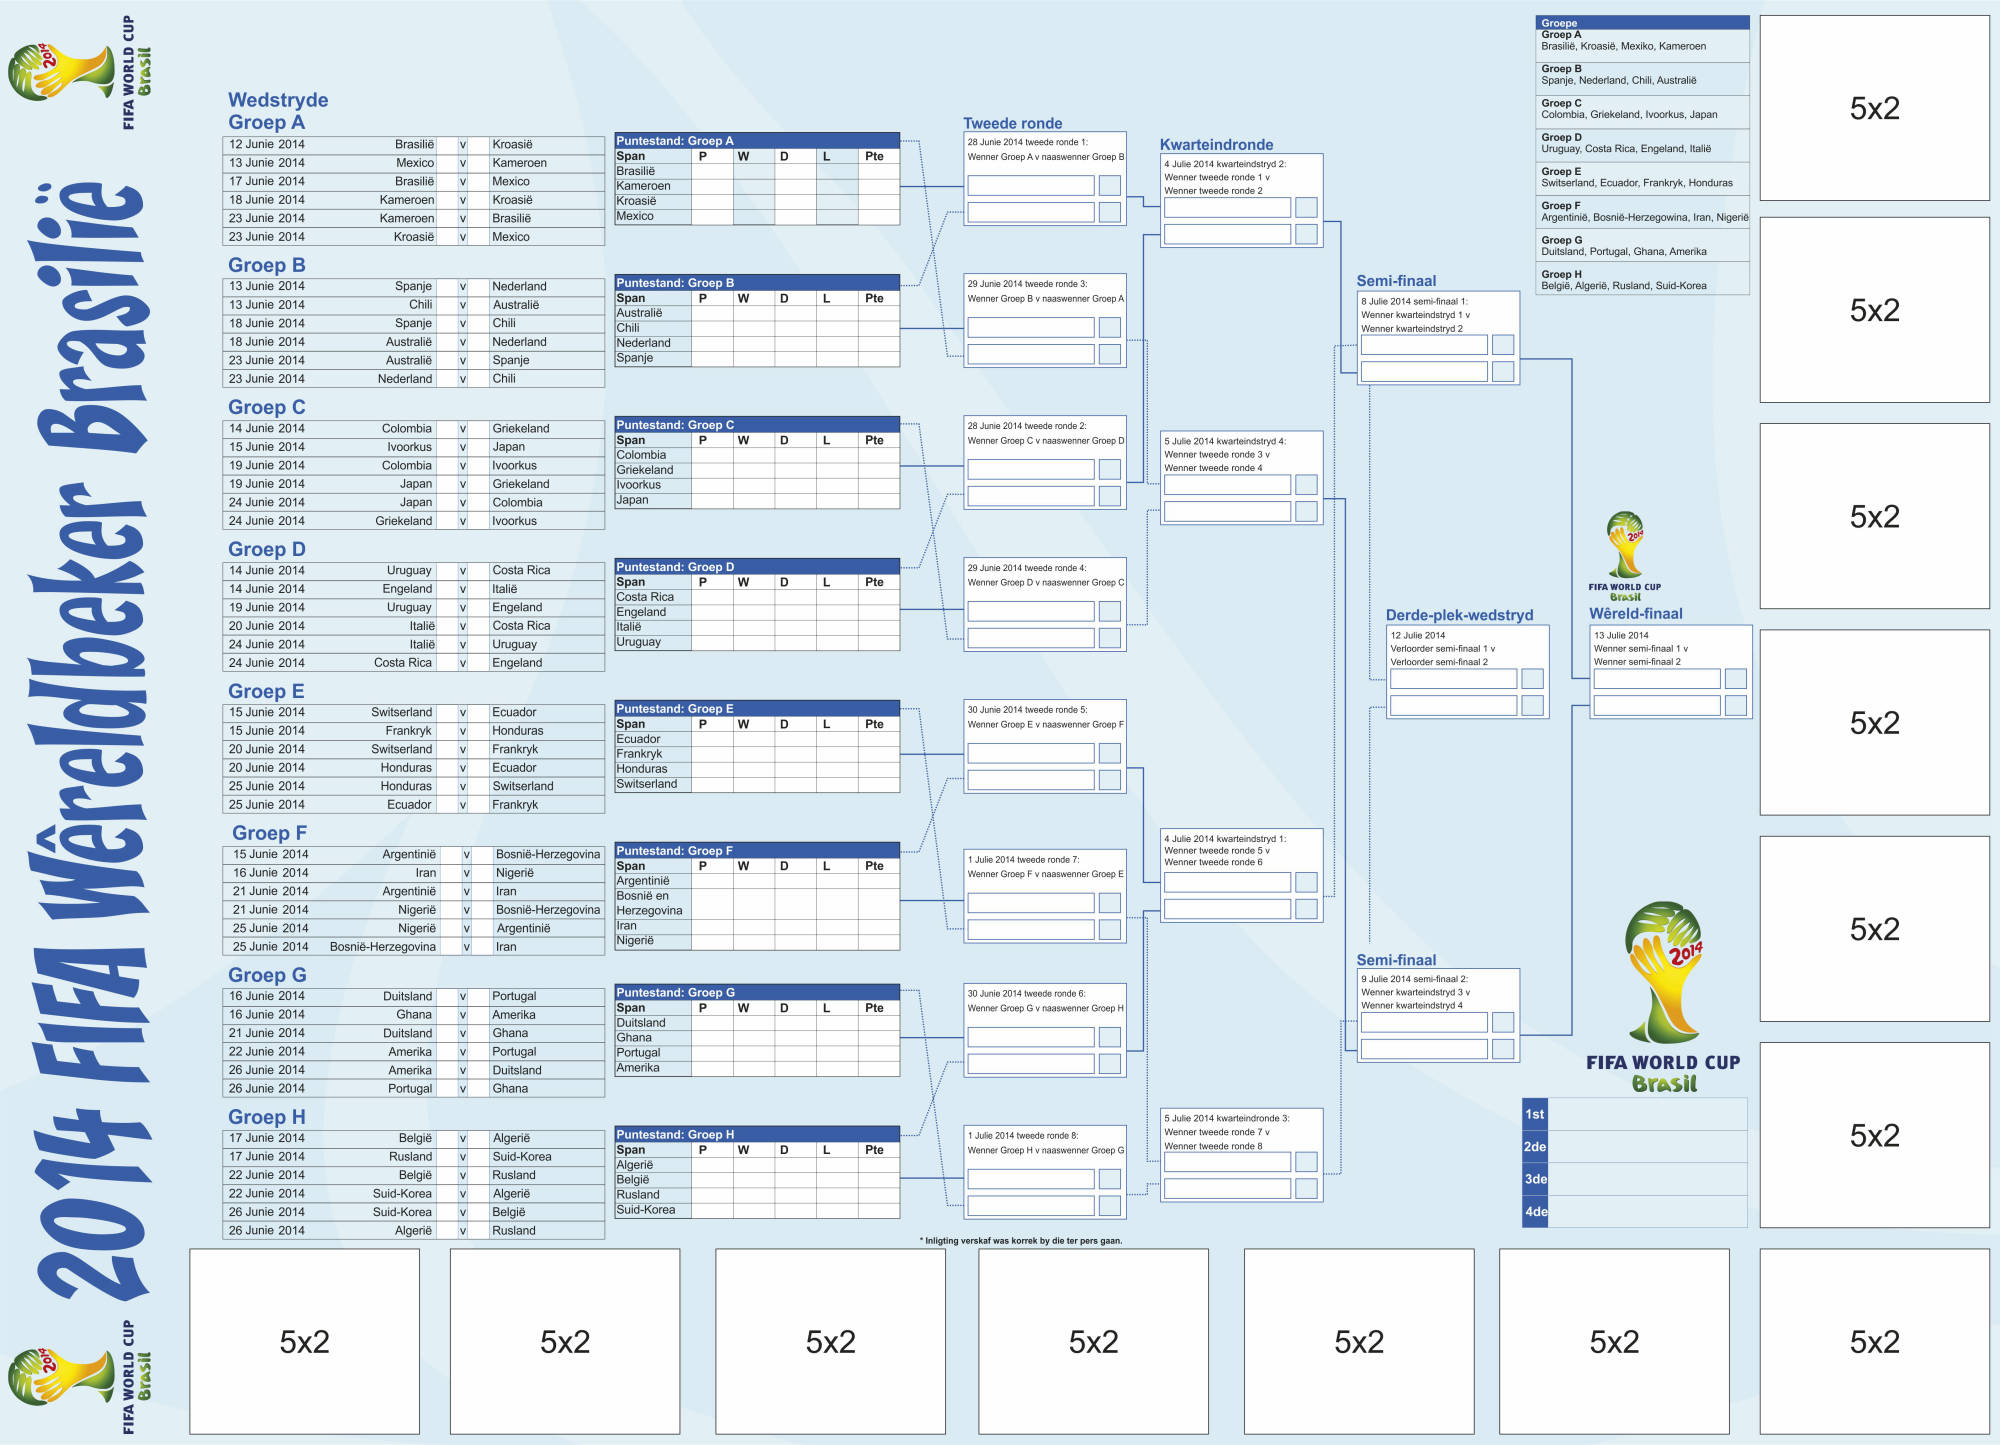 2014 FIFA Wêreldbeker Brasilië
2014
FIFA WORLD CUP
Brasil
2014
FIFA WORLD CUP
Brasil
Wedstryde
Groep A
12 Junie 2014 Brasilië v Kroasië
13 Junie 2014 Mexico v Kameroen
17 Junie 2014 Brasilië v Mexico
18 Junie 2014 Kameroen v Kroasië
23 Junie 2014 Kameroen v Brasilië
23 Junie 2014 Kroasië v Mexico
Groep B
13 Junie 2014 Spanje v Nederland
13 Junie 2014 Chili v Australië
18 Junie 2014 Spanje v Chili
18 Junie 2014 Australië v Nederland
23 Junie 2014 Australië v Spanje
23 Junie 2014 Nederland v Chili
Groep C
14 Junie 2014 Colombia v Griekeland
15 Junie 2014 Ivoorkus v Japan
19 Junie 2014 Colombia v Ivoorkus
19 Junie 2014 Japan v Griekeland
24 Junie 2014 Japan v Colombia
24 Junie 2014 Griekeland v Ivoorkus
Groep D
14 Junie 2014 Uruguay v Costa Rica
14 Junie 2014 Engeland v Italië
19 Junie 2014 Uruguay v Engeland
20 Junie 2014 Italië v Costa Rica
24 Junie 2014 Italië v Uruguay
24 Junie 2014 Costa Rica v Engeland
Groep E
15 Junie 2014 Switserland v Ecuador
15 Junie 2014 Frankryk v Honduras
20 Junie 2014 Switserland v Frankryk
20 Junie 2014 Honduras v Ecuador
25 Junie 2014 Honduras v Switserland
25 Junie 2014 Ecuador v Frankryk
Groep F
15 Junie 2014 Argentinië v Bosnië-Herzegovina
16 Junie 2014 Iran v Nigerië
21 Junie 2014 Argentinië v Iran
21 Junie 2014 Nigerië v Bosnië-Herzegovina
25 Junie 2014 Nigerië v Argentinië
25 Junie 2014 Bosnië-Herzegovina v Iran
Groep G
16 Junie 2014 Duitsland v Portugal
16 Junie 2014 Ghana v Amerika
21 Junie 2014 Duitsland v Ghana
22 Junie 2014 Amerika v Portugal
26 Junie 2014 Amerika v Duitsland
26 Junie 2014 Portugal v Ghana
Groep H
17 Junie 2014 België v Algerië
17 Junie 2014 Rusland v Suid-Korea
22 Junie 2014 België v Rusland
22 Junie 2014 Suid-Korea v Algerië
26 Junie 2014 Suid-Korea v België
26 Junie 2014 Algerië v Rusland
Puntestand: Groep A
Span P W D L Pte
Brasilië
Kameroen
Kroasië
Mexico
Puntestand: Groep B
Span P W D L Pte
Australië
Chili
Nederland
Spanje
Puntestand: Groep C
Span P W D L Pte
Colombia
Griekeland
Ivoorkus
Japan
Puntestand: Groep D
Span P W D L Pte
Costa Rica
Engeland
Italië
Uruguay
Puntestand: Groep E
Span P W D L Pte
Ecuador
Frankryk
Honduras
Switserland
Puntestand: Groep F
Span P W D L Pte
Argentinië
Bosnië en
Herzegovina
Iran
Nigerië
Puntestand: Groep G
Span P W D L Pte
Duitsland
Ghana
Portugal
Amerika
Puntestand: Groep H
Span P W D L Pte
Algerië
België
Rusland
Suid-Korea
Tweede ronde
28 Junie 2014 tweede ronde 1:
Wenner Groep A v naaswenner Groep B
29 Junie 2014 tweede ronde 3:
Wenner Groep B v naaswenner Groep A
28 Junie 2014 tweede ronde 2:
Wenner Groep C v naaswenner Groep D
29 Junie 2014 tweede ronde 4:
Wenner Groep D v naaswenner Groep C
30 Junie 2014 tweede ronde 5:
Wenner Groep E v naaswenner Groep F
1 Julie 2014 tweede ronde 7:
Wenner Groep F v naaswenner Groep E
30 Junie 2014 tweede ronde 6:
Wenner Groep G v naaswenner Groep H
1 Julie 2014 tweede ronde 8:
Wenner Groep H v naaswenner Groep G
Kwarteindronde
4 Julie 2014 kwarteindstryd 2:
Wenner tweede ronde 1 v
Wenner tweede ronde 2
5 Julie 2014 kwarteindstryd 4:
Wenner tweede ronde 3 v
Wenner tweede ronde 4
4 Julie 2014 kwarteindstryd 1:
Wenner tweede ronde 5 v
Wenner tweede ronde 6
5 Julie 2014 kwarteindronde 3:
Wenner tweede ronde 7 v
Wenner tweede ronde 8
Semi-finaal
8 Julie 2014 semi-finaal 1:
Wenner kwarteindstryd 1 v
Wenner kwarteindstryd 2
Semi-finaal
9 Julie 2014 semi-finaal 2:
Wenner kwarteindstryd 3 v
Wenner kwarteindstryd 4
Derde-plek-wedstryd
12 Julie 2014
Verloorder semi-finaal 1 v
Verloorder semi-finaal 2
2014
FIFA WORLD CUP
Brasil
Wêreld-finaal
13 Julie 2014
Wenner semi-finaal 1 v
Wenner semi-finaal 2
Groepe
Groep A
Brasilië, Kroasië, Mexiko, Kameroen
Groep B
Spanje, Nederland, Chili, Australië
Groep C
Colombia, Griekeland, Ivoorkus, Japan
Groep D
Uruguay, Costa Rica, Engeland, Italië
Groep E
Switserland, Ecuador, Frankryk, Honduras
Groep F
Argentinië, Bosnië-Herzegowina, Iran, Nigerië
Groep G
Duitsland, Portugal, Ghana, Amerika
Groep H
België, Algerië, Rusland, Suid-Korea
2014
FIFA WORLD CUP
Brasil
1st
2de
3de
4de
* Inligting verskaf was korrek by die ter pers gaan.
5x2
5x2
5x2
5x2
5x2
5x2
5x2
5x2
5x2
5x2
5x2
5x2
5x2